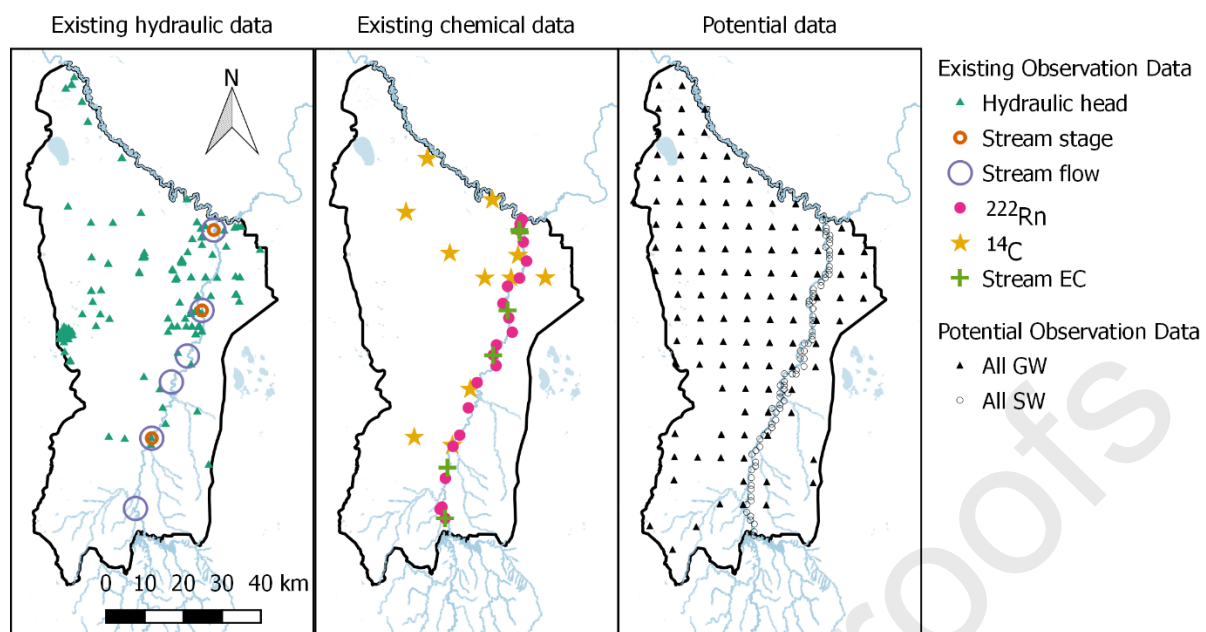 Existing hydraulic data
Existing chemical data
Potential data
N
0 10 20 30 40 km
Existing Observation Data
Hydraulic head
Stream stage
Stream flow
²²²Rn
¹⁴C
Stream EC
Potential Observation Data
All GW
All SW
roofs